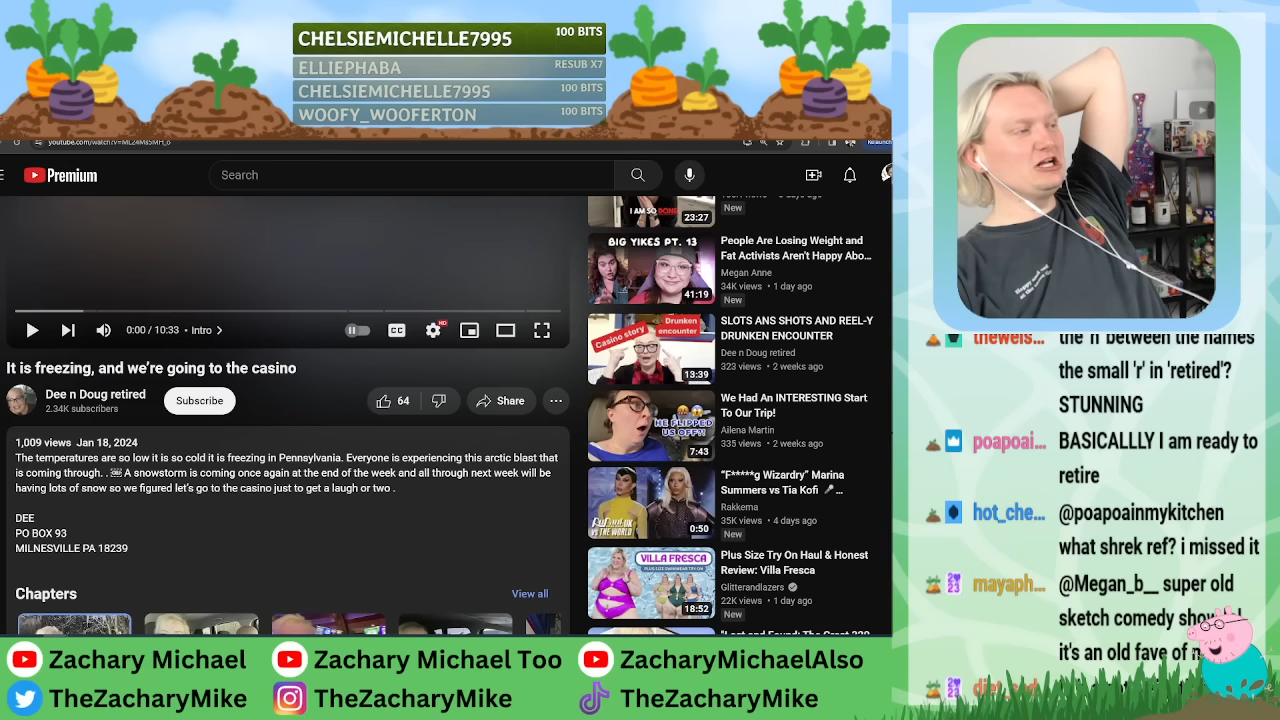 CHELSIEMICHELLE7995 100 BITS
ELLIEPHABA RESUB X7
CHELSIEMICHELLE7995 100 BITS
WOOFY_WOOFERTON 100 BITS
Premium
Search
0:00 / 10:33 • Intro
CC
HD
It is freezing, and we're going to the casino
Dee n Doug retired
2.34K subscribers
Subscribe
64
Share
1,009 views Jan 18, 2024
The temperatures are so low it is so cold it is freezing in Pennsylvania. Everyone is experiencing this arctic blast that
is coming through. . A snowstorm is coming once again at the end of the week and all through next week will be
having lots of snow so we figured let's go to the casino just to get a laugh or two .
DEE
PO BOX 93
MILNESVILLE PA 18239
Chapters
View all
I AM SO DONE
23:27
New
BIG YIKES PT. 13
41:19
People Are Losing Weight and
Fat Activists Aren't Happy Abo...
Megan Anne
34K views • 1 day ago
New
Casino story
Drunken
encounter
13:39
SLOTS ANS SHOTS AND REEL-Y
DRUNKEN ENCOUNTER
Dee n Doug retired
323 views • 2 weeks ago
HE FLIPPED
US OFF?!
7:43
We Had An INTERESTING Start
To Our Trip!
Ailena Martin
335 views • 2 weeks ago
0:50
"F*****g Wizardry" Marina
Summers vs Tia Kofi 🎤 ...
Rakkema
35K views • 4 days ago
New
VILLA FRESCA
18:52
Plus Size Try On Haul & Honest
Review: Villa Fresca
Glitterandlazers
22K views • 1 day ago
New
thewels... the 'n' between the names
the small 'r' in 'retired'?
STUNNING
poapoai... BASICALLLY I am ready to
retire
hot_che... @poapoainmykitchen
what shrek ref? i missed it
mayaph... @Megan_b__ super old
sketch comedy
it's an old fave of
Zachary Michael
Zachary Michael Too
ZacharyMichaelAlso
TheZacharyMike
TheZacharyMike
TheZacharyMike